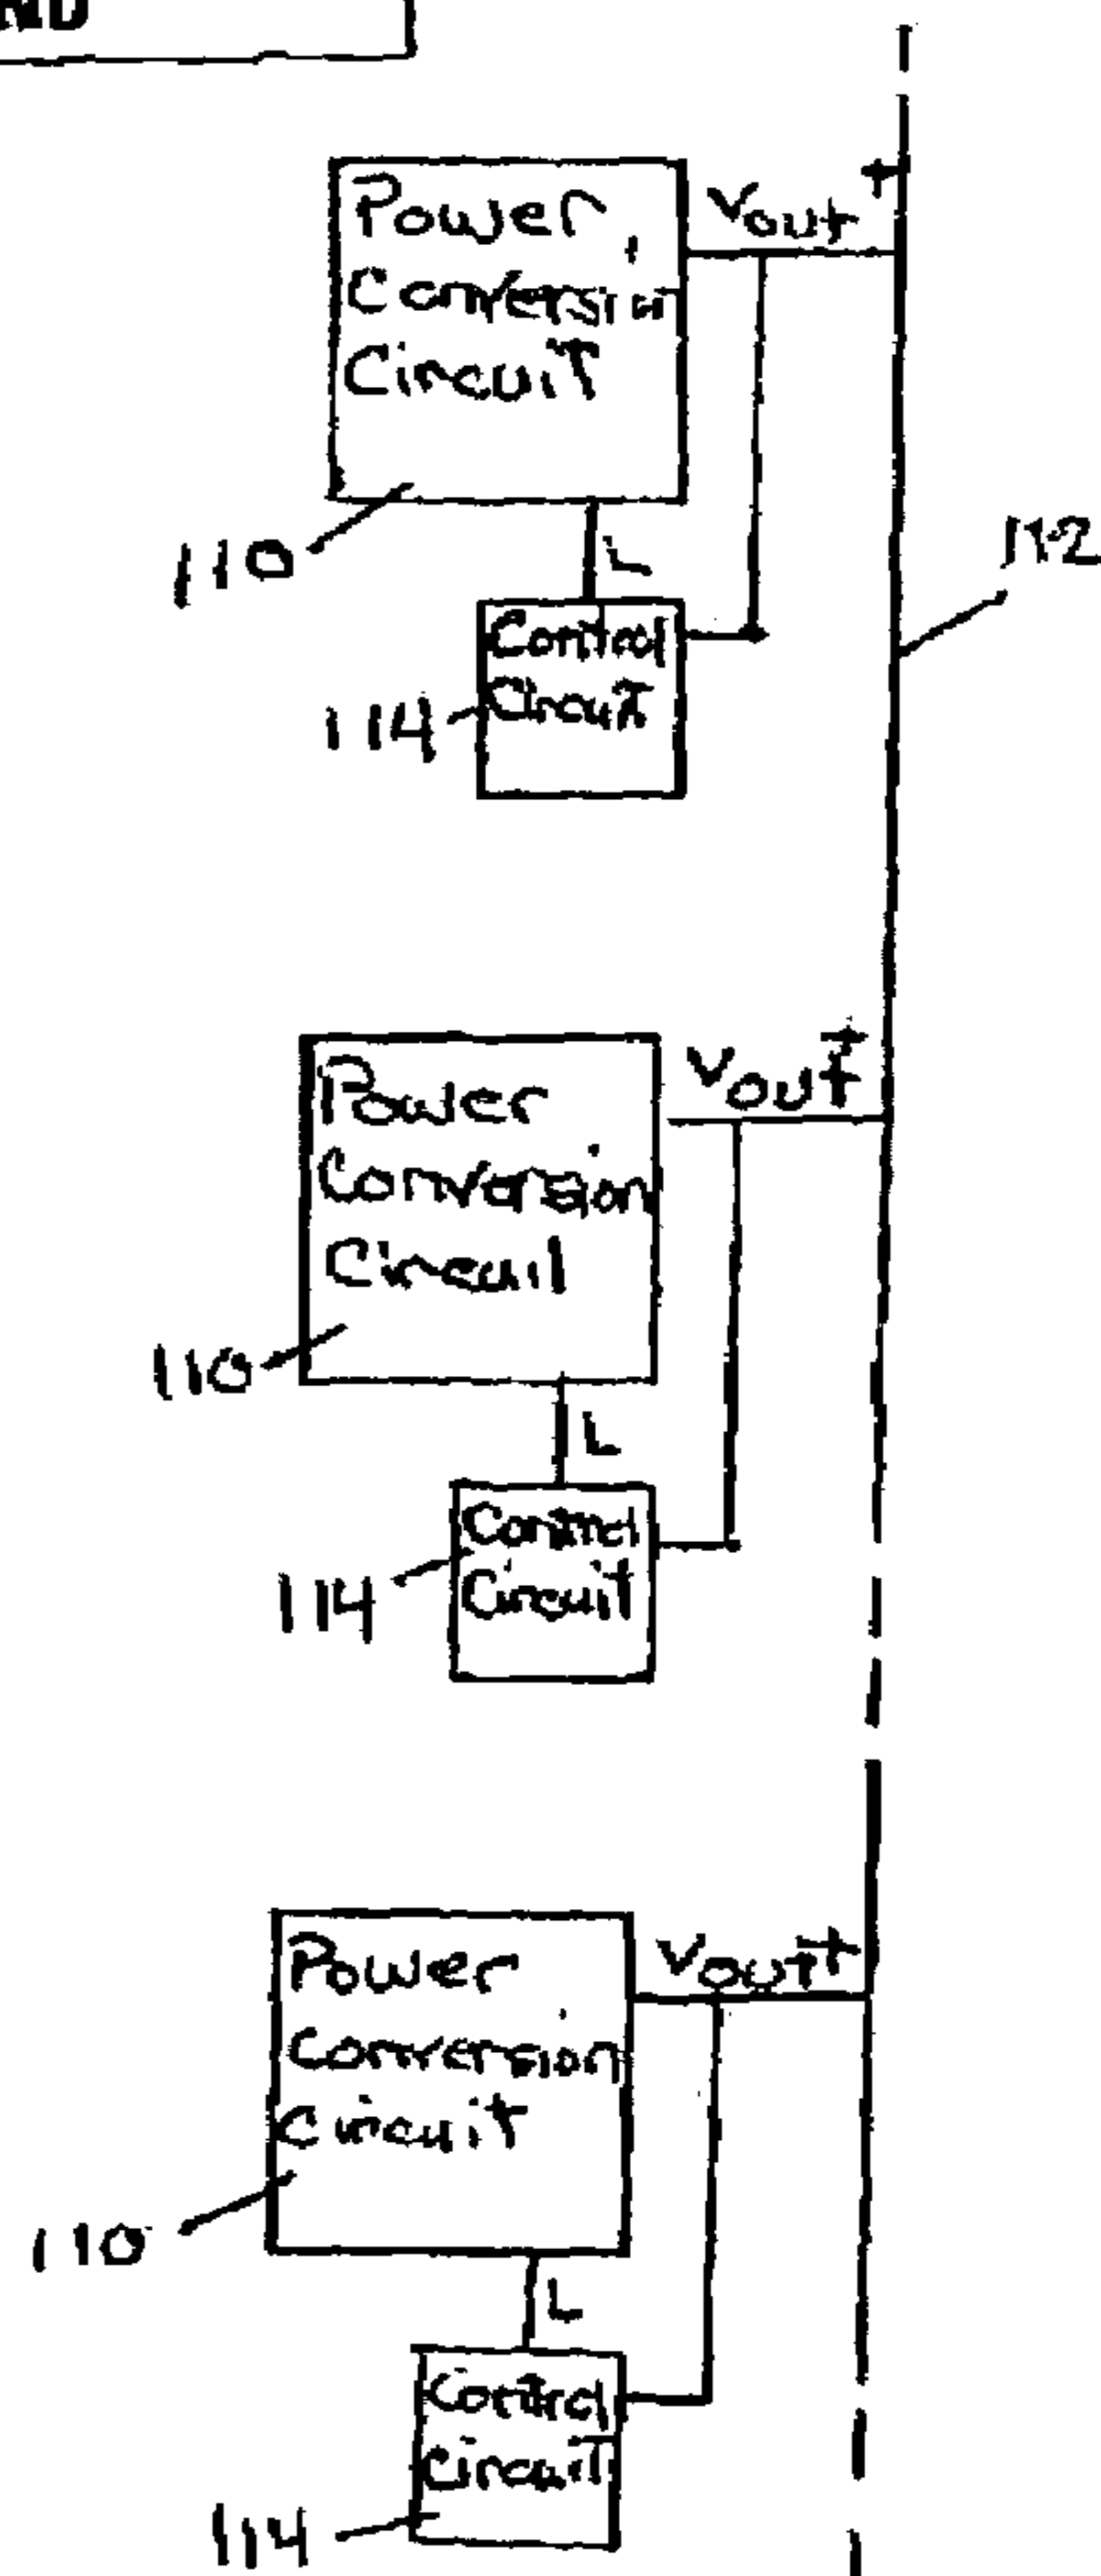 Power
Conversion
Circuit
Vout+
110
L
112
Control
Circuit
114
Power
Conversion
Circuit
Vout+
110
L
Control
Circuit
114
Power
Conversion
Circuit
Vout+
110
L
Control
Circuit
114